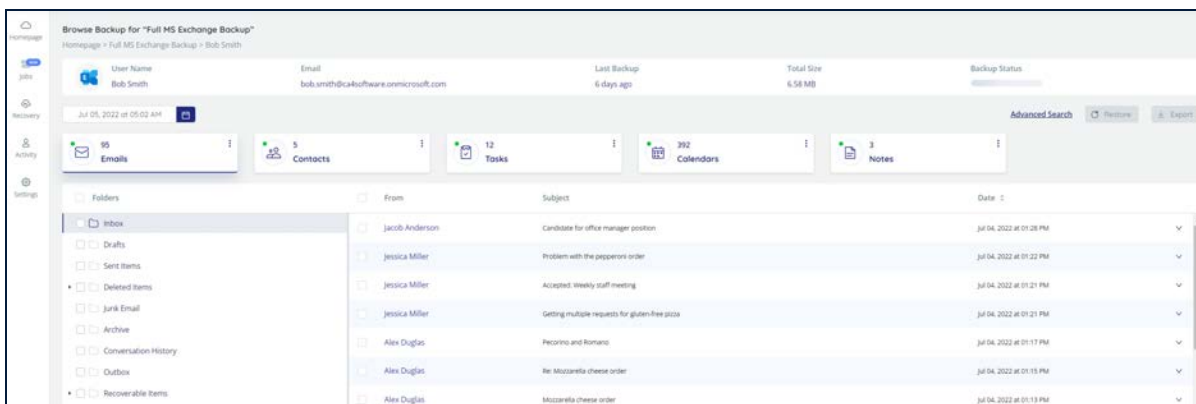 Browse Backup for "Full MS Exchange Backup"
Homepage > Full MS Exchange Backup > Bob Smith
Homepage
Jobs
Recovery
Activity
Settings
User Name Email Last Backup Total Size Backup Status
Bob Smith bob.smith@ca4software.onmicrosoft.com 6 days ago 6.58 MB
Jul 05, 2022 at 05:02 AM Advanced Search Restore Export
95 5 12 392 3
Emails Contacts Tasks Calendars Notes
Folders From Subject Date
Inbox Jacob Anderson Candidate for office manager position Jul 04, 2022 at 01:28 PM
Drafts Jessica Miller Problem with the pepperoni order Jul 04, 2022 at 01:22 PM
Sent Items
Deleted Items Jessica Miller Accepted: Weekly staff meeting Jul 04, 2022 at 01:21 PM
Junk Email Jessica Miller Getting multiple requests for gluten-free pizza Jul 04, 2022 at 01:21 PM
Archive Alex Duglas Pecorino and Romano Jul 04, 2022 at 01:17 PM
Conversation History
Outbox Alex Duglas Re: Mozzarella cheese order Jul 04, 2022 at 01:15 PM
Recoverable Items Alex Duglas Mozzarella cheese order Jul 04, 2022 at 01:13 PM